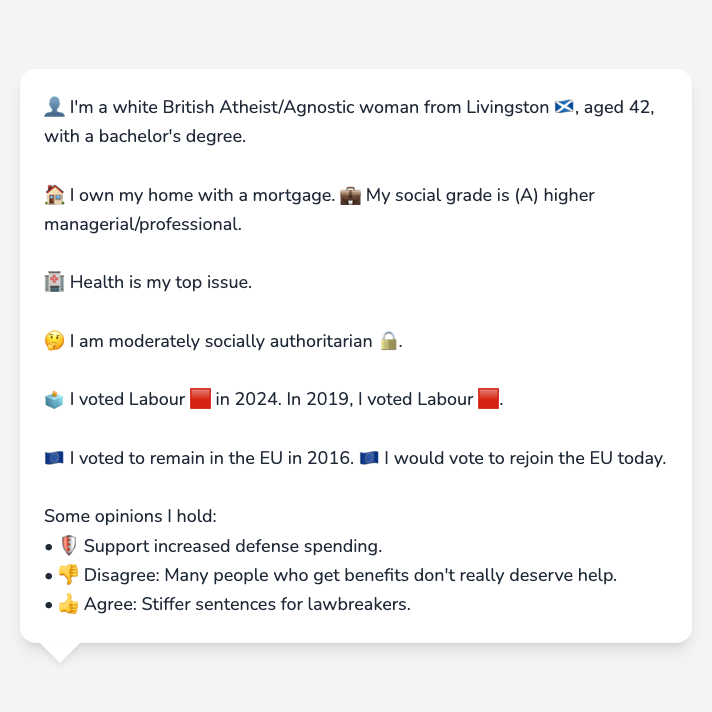 👤 I'm a white British Atheist/Agnostic woman from Livingston 🏴󠁧󠁢󠁳󠁣󠁴󠁿, aged 42,
with a bachelor's degree.
🏠 I own my home with a mortgage. 💼 My social grade is (A) higher
managerial/professional.
🏥 Health is my top issue.
🤔 I am moderately socially authoritarian 🔒.
🗳️ I voted Labour 🟥 in 2024. In 2019, I voted Labour 🟥.
🇪🇺 I voted to remain in the EU in 2016. 🇪🇺 I would vote to rejoin the EU today.
Some opinions I hold:
• 🛡️ Support increased defense spending.
• 👎 Disagree: Many people who get benefits don't really deserve help.
• 👍 Agree: Stiffer sentences for lawbreakers.